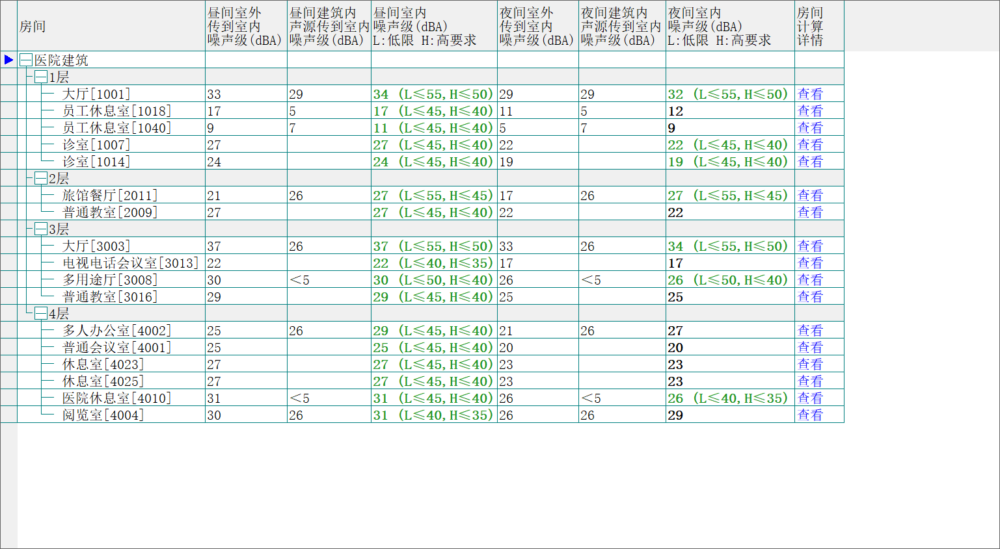 房间
昼间室外
传到室内
噪声级(dBA)
昼间建筑内
声源传到室内
噪声级(dBA)
昼间室内
噪声级(dBA)
L:低限 H:高要求
夜间室外
传到室内
噪声级(dBA)
夜间建筑内
声源传到室内
噪声级(dBA)
夜间室内
噪声级(dBA)
L:低限 H:高要求
房间
计算
详情
医院建筑
1层
大厅[1001] 33 29 34 (L≤55,H≤50) 29 29 32 (L≤55,H≤50) 查看
员工休息室[1018] 17 5 17 (L≤45,H≤40) 11 5 12 查看
员工休息室[1040] 9 7 11 (L≤45,H≤40) 5 7 9 查看
诊室[1007] 27 27 (L≤45,H≤40) 22 22 (L≤45,H≤40) 查看
诊室[1014] 24 24 (L≤45,H≤40) 19 19 (L≤45,H≤40) 查看
2层
旅馆餐厅[2011] 21 26 27 (L≤55,H≤45) 17 26 27 (L≤55,H≤45) 查看
普通教室[2009] 27 27 (L≤45,H≤40) 22 22 查看
3层
大厅[3003] 37 26 37 (L≤55,H≤50) 33 26 34 (L≤55,H≤50) 查看
电视电话会议室[3013] 22 22 (L≤40,H≤35) 17 17 查看
多用途厅[3008] 30 <5 30 (L≤50,H≤40) 26 <5 26 (L≤50,H≤40) 查看
普通教室[3016] 29 29 (L≤45,H≤40) 25 25 查看
4层
多人办公室[4002] 25 26 29 (L≤45,H≤40) 21 26 27 查看
普通会议室[4001] 25 25 (L≤45,H≤40) 20 20 查看
休息室[4023] 27 27 (L≤45,H≤40) 23 23 查看
休息室[4025] 27 27 (L≤45,H≤40) 23 23 查看
医院休息室[4010] 31 <5 31 (L≤45,H≤40) 26 <5 26 (L≤40,H≤35) 查看
阅览室[4004] 30 26 31 (L≤40,H≤35) 26 26 29 查看